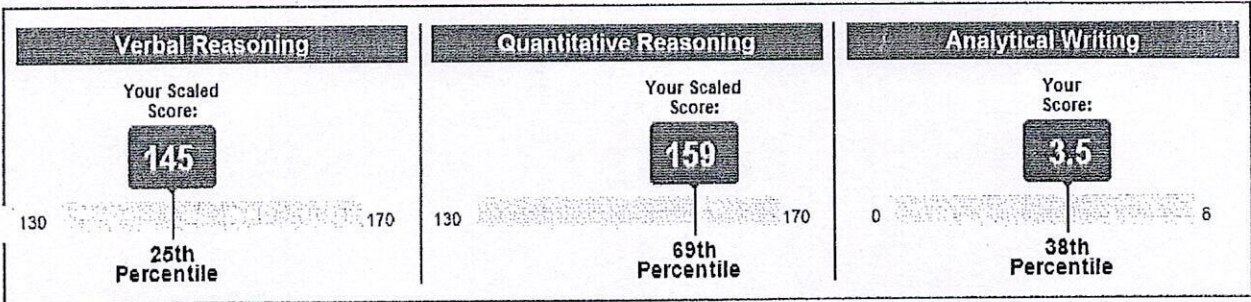 Verbal Reasoning
Your Scaled
Score:
145
130
170
25th
Percentile
Quantitative Reasoning
Your Scaled
Score:
159
130
170
69th
Percentile
Analytical Writing
Your
Score:
3.5
0
6
38th
Percentile